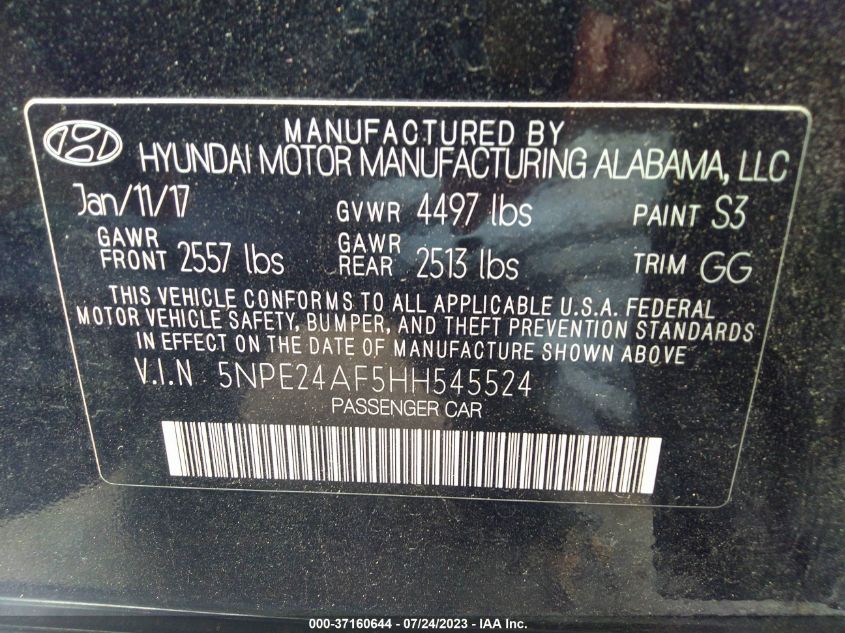 MANUFACTURED BY
HYUNDAI MOTOR MANUFACTURING ALABAMA, LLC
Jan/11/17 GVWR 4497 lbs PAINT S3
GAWR FRONT 2557 lbs GAWR REAR 2513 lbs TRIM GG
THIS VEHICLE CONFORMS TO ALL APPLICABLE U.S.A. FEDERAL
MOTOR VEHICLE SAFETY, BUMPER, AND THEFT PREVENTION STANDARDS
IN EFFECT ON THE DATE OF MANUFACTURE SHOWN ABOVE.
V.I.N 5NPE24AF5HH545524
PASSENGER CAR
000-37160644 / 07/24/2023 - IAA Inc.